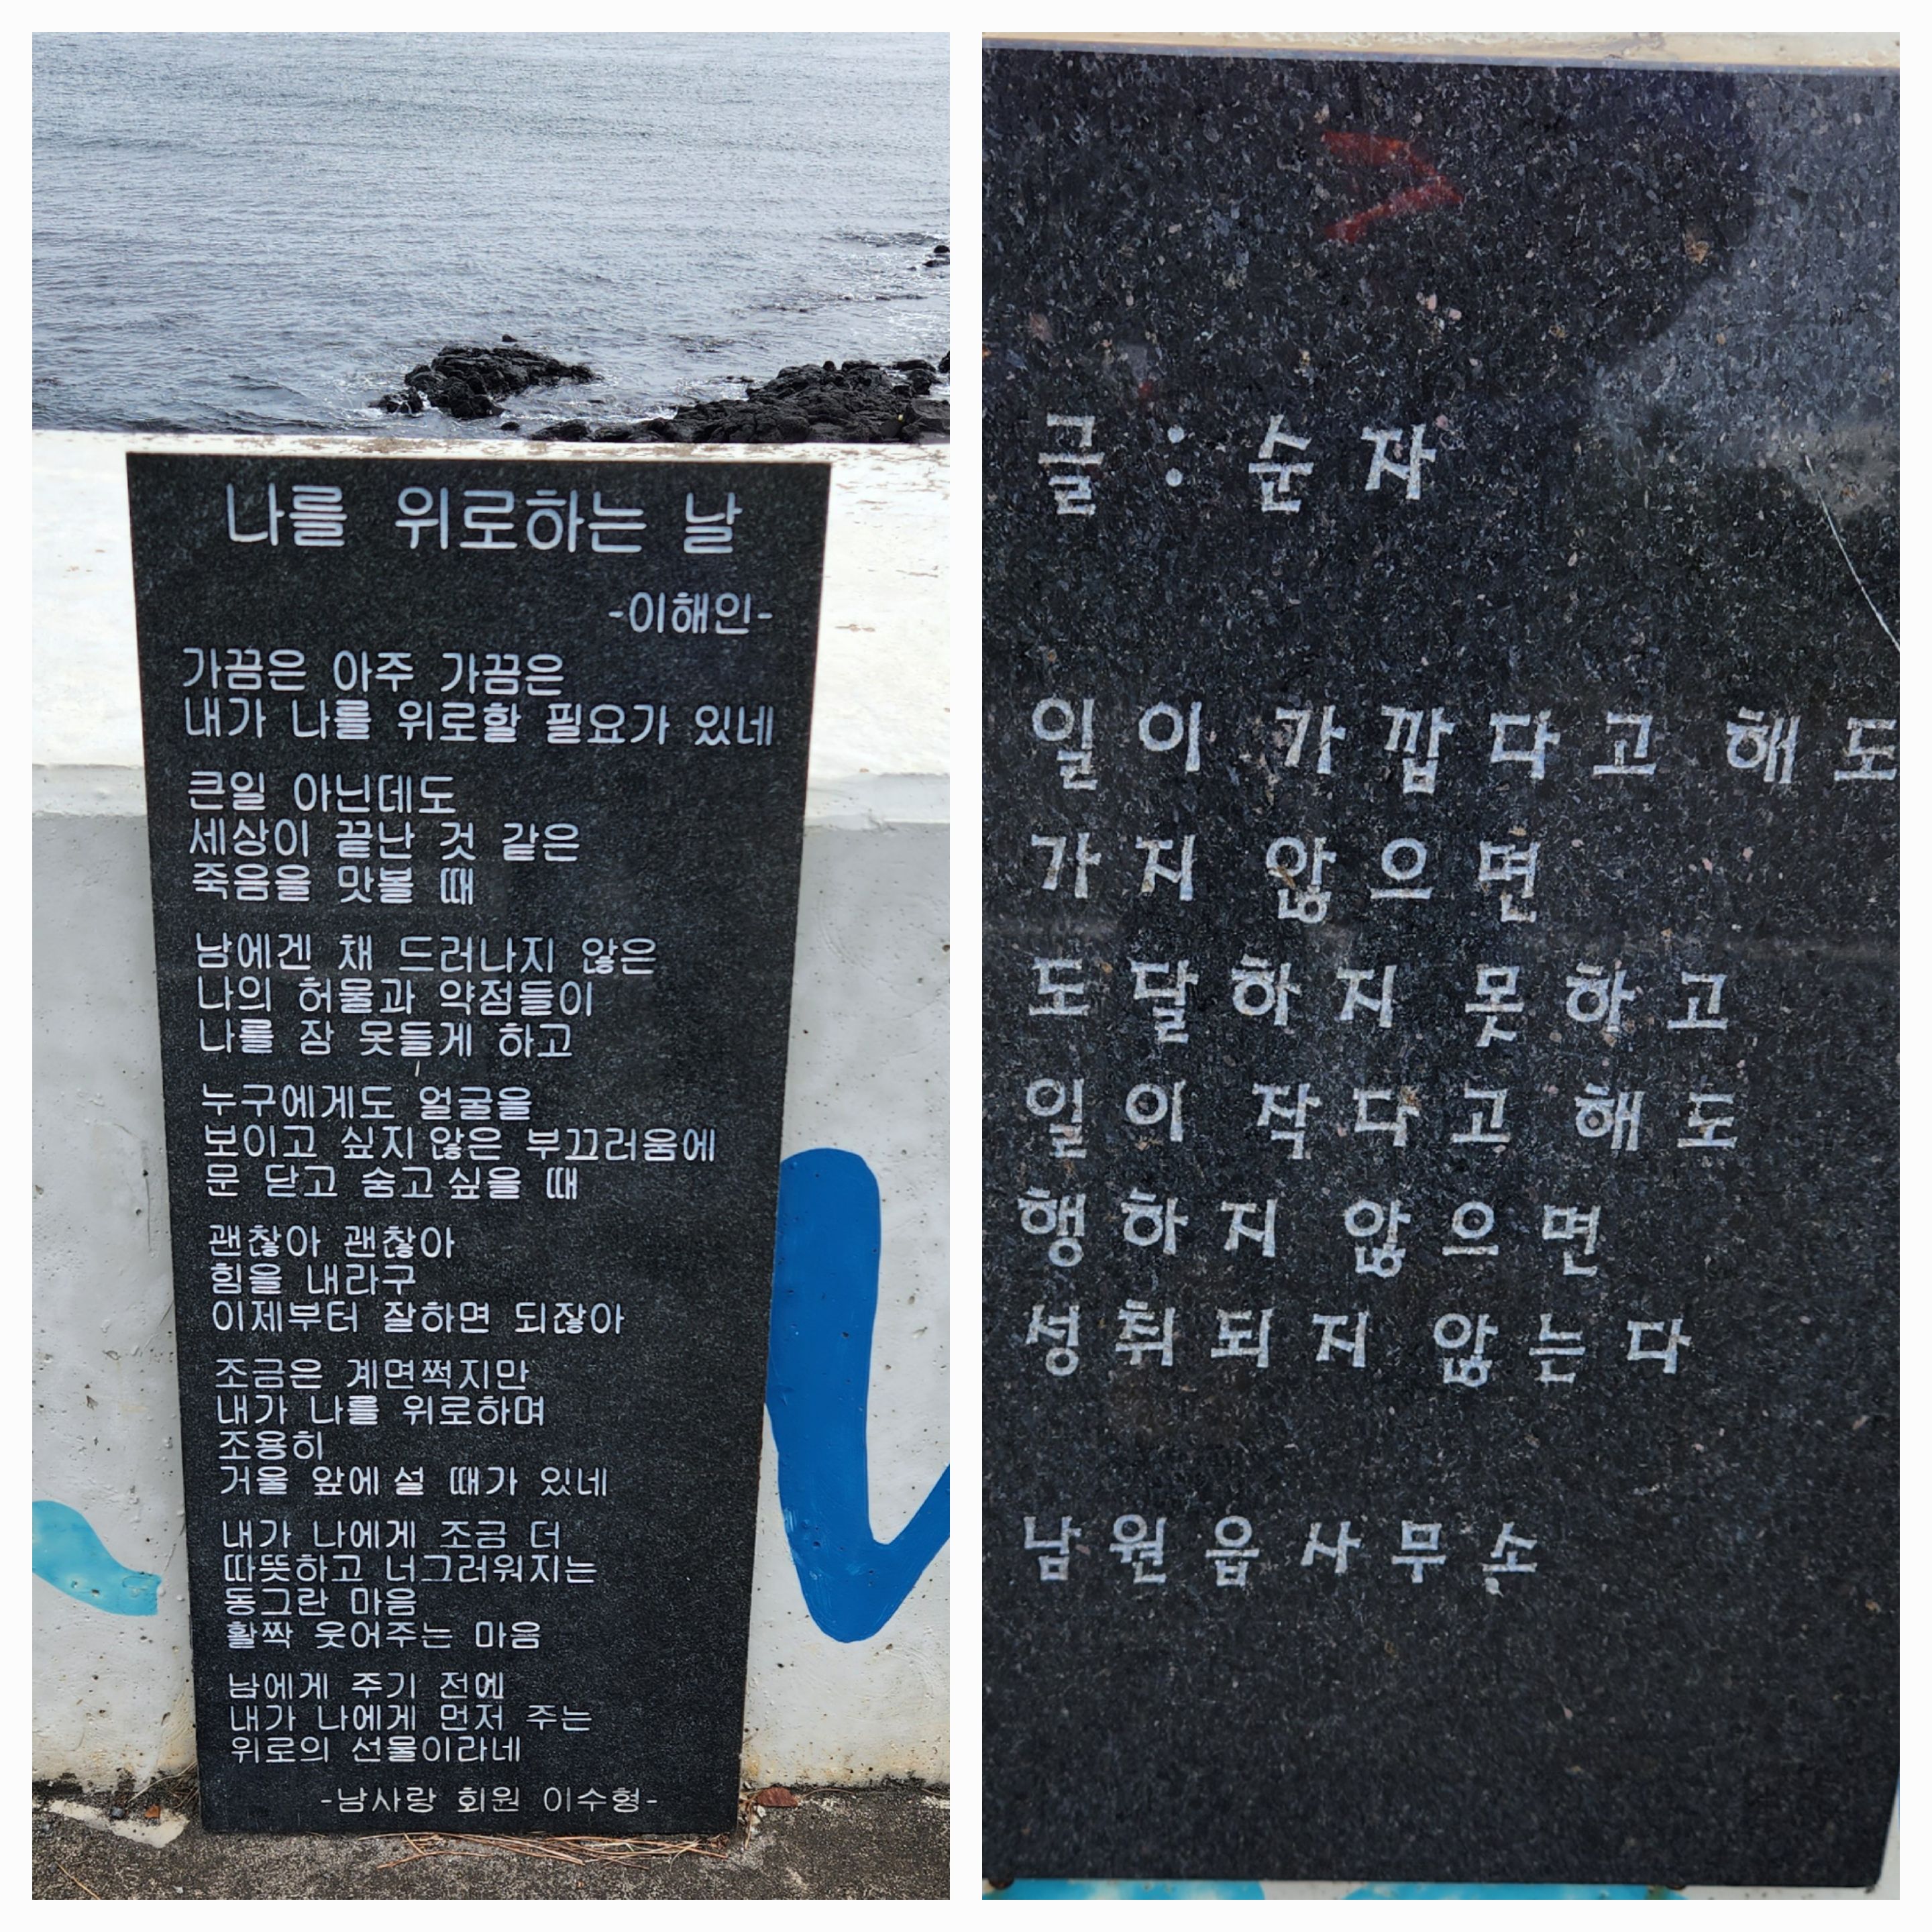 나를 위로하는 날
-이해인-
가끔은 아주 가끔은
내가 나를 위로할 필요가 있네
큰일 아닌데도
세상이 끝난 것 같은
죽음을 맛볼 때
남에겐 채 드러나지 않은
나의 허물과 약점들이
나를 잠 못들게 하고
누구에게도 얼굴을
보이고 싶지 않은 부끄러움에
문 닫고 숨고 싶을 때
괜찮아 괜찮아
힘을 내라구
이제부터 잘하면 되잖아
조금은 계면쩍지만
내가 나를 위로하며
조용히
거울 앞에 설 때가 있네
내가 나에게 조금 더
따뜻하고 너그러워지는
동그란 마음
활짝 웃어주는 마음
남에게 주기 전에
내가 나에게 먼저 주는
위로의 선물이라네
-남사랑 회원 이수형-
글 : 순자
일이 가깝다고 해도
가지 않으면
도달하지 못하고
일이 작다고 해도
행하지 않으면
성취되지 않는다
남원읍사무소